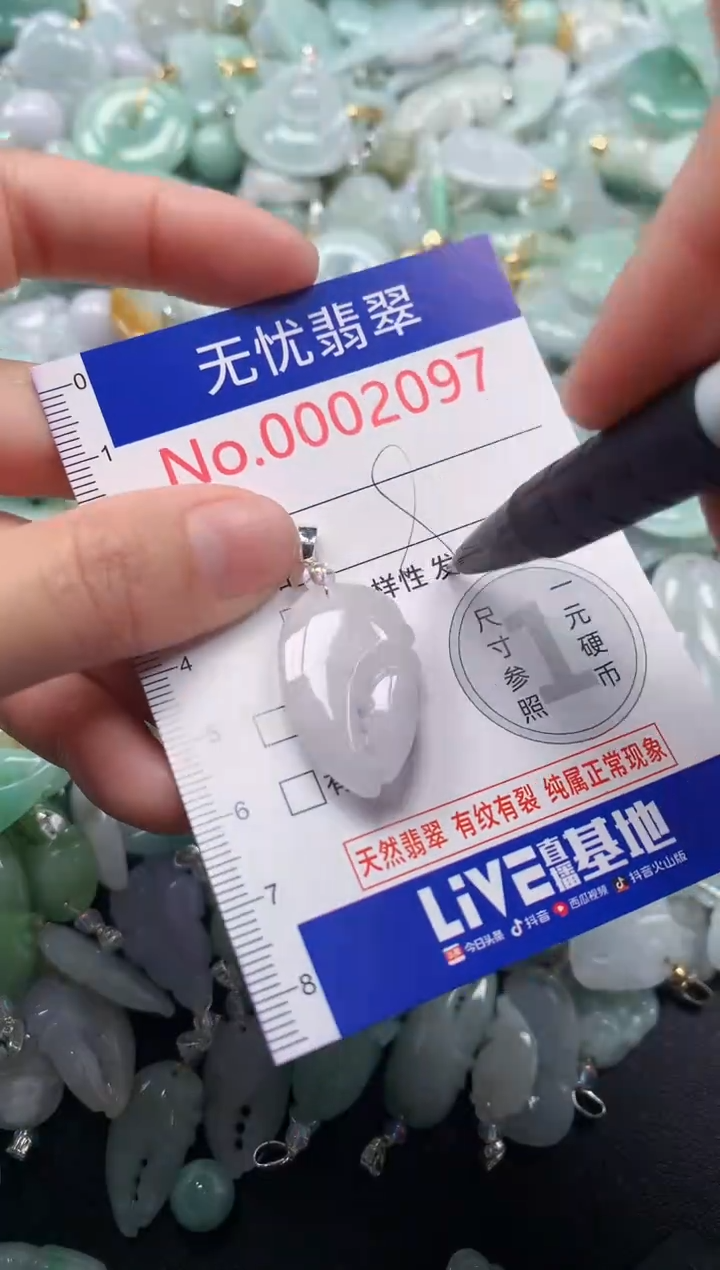 无忧翡翠
No.0002097
样性 发
一元硬币
尺寸参照
1
天然翡翠 有纹有裂 纯属正常现象
LiVE直播基地
今日头条 抖音 西瓜视频 抖音火山版
0
1
4
5
6
7
8